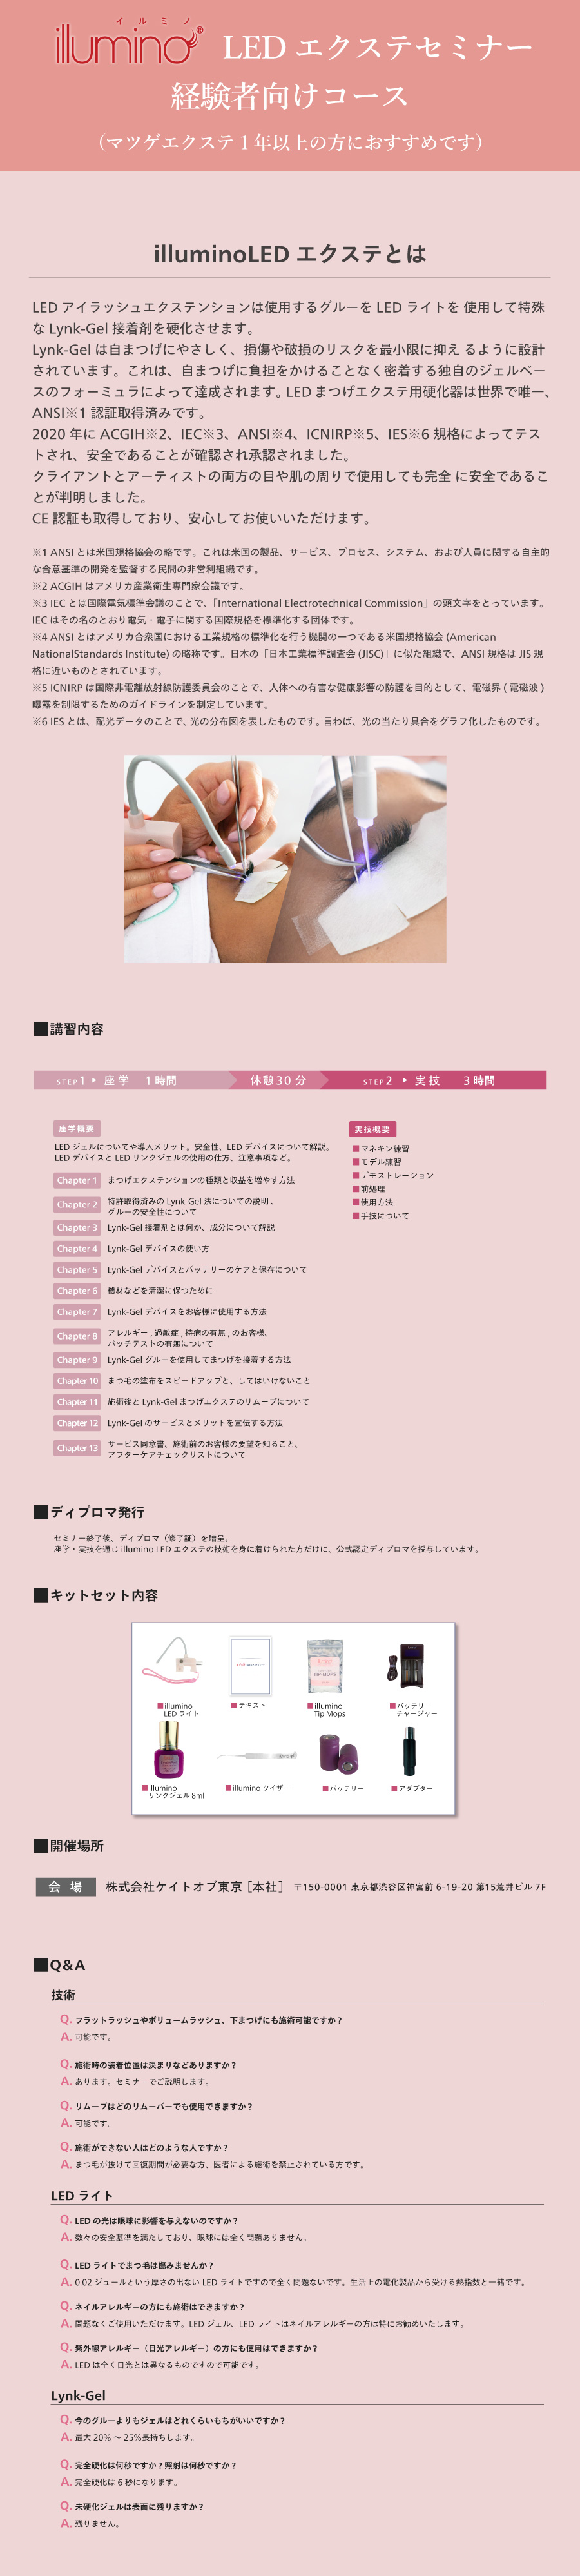 イルミノ
illumino® LED エクステセミナー
経験者向けコース
（マツゲエクステ１年以上の方におすすめです）
illuminoLED エクステとは
LED アイラッシュエクステンションは使用するグルーを LED ライトを 使用して特殊
な Lynk-Gel 接着剤を硬化させます。
Lynk-Gel は自まつげにやさしく、損傷や破損のリスクを最小限に抑え るように設計
されています。これは、自まつげに負担をかけることなく密着する独自のジェルベー
スのフォーミュラによって達成されます。LED まつげエクステ用硬化器は世界で唯一、
ANSI※1 認証取得済みです。
2020 年に ACGIH※2、IEC※3、ANSI※4、ICNIRP※5、IES※6 規格によってテス
トされ、安全であることが確認され承認されました。
クライアントとアーティストの両方の目や肌の周りで使用しても完全 に安全であるこ
とが判明しました。
CE 認証も取得しており、安心してお使いいただけます。
※1 ANSI とは米国規格協会の略です。これは米国の製品、サービス、プロセス、システム、および人員に関する自主的
な合意基準の開発を監督する民間の非営利組織です。
※2 ACGIH はアメリカ産業衛生専門家会議です。
※3 IEC とは国際電気標準会議のことで、「International Electrotechnical Commission」の頭文字をとっています。
IEC はその名のとおり電気・電子に関する国際規格を標準化する団体です。
※4 ANSI とはアメリカ合衆国における工業規格の標準化を行う機関の一つである米国規格協会 (American
NationalStandards Institute) の略称です。日本の「日本工業標準調査会 (JISC)」に似た組織で、ANSI 規格は JIS 規
格に近いものとされています。
※5 ICNIRP は国際非電離放射線防護委員会のことで、人体への有害な健康影響の防護を目的として、電磁界 ( 電磁波 )
曝露を制限するためのガイドラインを制定しています。
※6 IES とは、配光データのことで、光の分布図を表したものです。言わば、光の当たり具合をグラフ化したものです。
■講習内容
STEP1 ▶ 座学 1時間 休憩30分 STEP2 ▶ 実技 3時間
座学概要
LED ジェルについてや導入メリット。安全性、LED デバイスについて解説。
LED デバイスと LED リンクジェルの使用の仕方、注意事項など。
Chapter 1 まつげエクステンションの種類と収益を増やす方法
Chapter 2 特許取得済みの Lynk-Gel 法についての説明 、
グルーの安全性について
Chapter 3 Lynk-Gel 接着剤とは何か、成分について解説
Chapter 4 Lynk-Gel デバイスの使い方
Chapter 5 Lynk-Gel デバイスとバッテリーのケアと保存について
Chapter 6 機材などを清潔に保つために
Chapter 7 Lynk-Gel デバイスをお客様に使用する方法
Chapter 8 アレルギー , 過敏症 , 持病の有無 , のお客様、
パッチテストの有無について
Chapter 9 Lynk-Gel グルーを使用してまつげを接着する方法
Chapter 10 まつ毛の塗布をスピードアップと、してはいけないこと
Chapter 11 施術後と Lynk-Gel まつげエクステのリムーブについて
Chapter 12 Lynk-Gel のサービスとメリットを宣伝する方法
Chapter 13 サービス同意書、施術前のお客様の要望を知ること、
アフターケアチェックリストについて
実技概要
■マネキン練習
■モデル練習
■デモストレーション
■前処理
■使用方法
■手技について
■ディプロマ発行
セミナー終了後、ディプロマ（修了証）を贈呈。
座学・実技を通じ illumino LED エクステの技術を身に着けられた方だけに、公式認定ディプロマを授与しています。
■キットセット内容
TIP MOPS
■illumino
LED ライト
■テキスト
■illumino
Tip Mops
■バッテリー
チャージャー
■illumino
リンクジェル 8ml
■illumino ツイザー
■バッテリー
■アダプター
■開催場所
会場 株式会社ケイトオブ東京［本社］ 〒150-0001 東京都渋谷区神宮前 6-19-20 第15荒井ビル 7F
■Q&A
技術
Q. フラットラッシュやボリュームラッシュ、下まつげにも施術可能ですか？
A. 可能です。
Q. 施術時の装着位置は決まりなどありますか？
A. あります。セミナーでご説明します。
Q. リムーブはどのリムーバーでも使用できますか？
A. 可能です。
Q. 施術ができない人はどのような人ですか？
A. まつ毛が抜けて回復期間が必要な方、医者による施術を禁止されている方です。
LED ライト
Q. LED の光は眼球に影響を与えないのですか？
A. 数々の安全基準を満たしており、眼球には全く問題ありません。
Q. LED ライトでまつ毛は傷みませんか？
A. 0.02 ジュールという厚さの出ない LED ライトですので全く問題ないです。生活上の電化製品から受ける熱指数と一緒です。
Q. ネイルアレルギーの方にも施術はできますか？
A. 問題なくご使用いただけます。LED ジェル、LED ライトはネイルアレルギーの方は特にお勧めいたします。
Q. 紫外線アレルギー（日光アレルギー）の方にも使用はできますか？
A. LED は全く日光とは異なるものですので可能です。
Lynk-Gel
Q. 今のグルーよりもジェルはどれくらいもちがいいですか？
A. 最大 20% ～ 25%長持ちします。
Q. 完全硬化は何秒ですか？照射は何秒ですか？
A. 完全硬化は 6 秒になります。
Q. 未硬化ジェルは表面に残りますか？
A. 残りません。